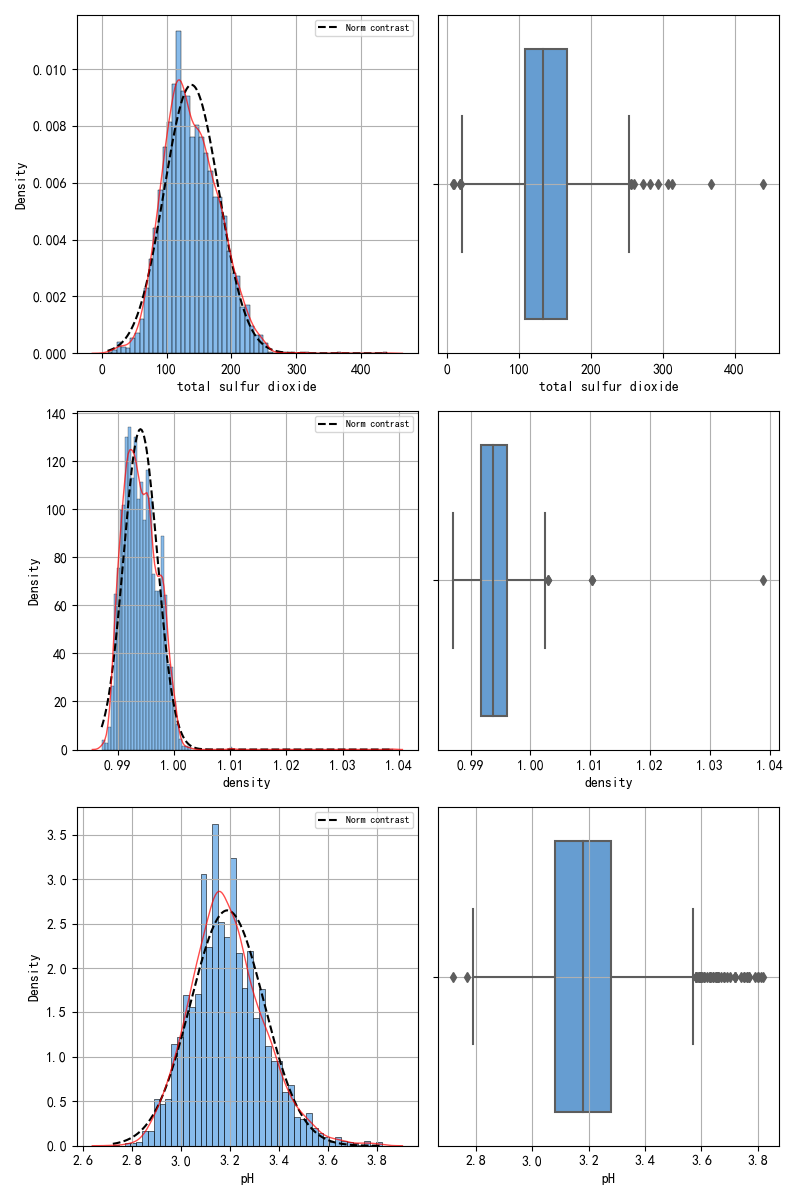 Norm contrast
Density
0.010
0.008
0.006
0.004
0.002
0.000
0 100 200 300 400
total sulfur dioxide
0 100 200 300 400
total sulfur dioxide
Norm contrast
Density
140
120
100
80
60
40
20
0
0.99 1.00 1.01 1.02 1.03 1.04
density
0.99 1.00 1.01 1.02 1.03 1.04
density
Norm contrast
Density
3.5
3.0
2.5
2.0
1.5
1.0
0.5
0.0
2.6 2.8 3.0 3.2 3.4 3.6 3.8
pH
2.8 3.0 3.2 3.4 3.6 3.8
pH